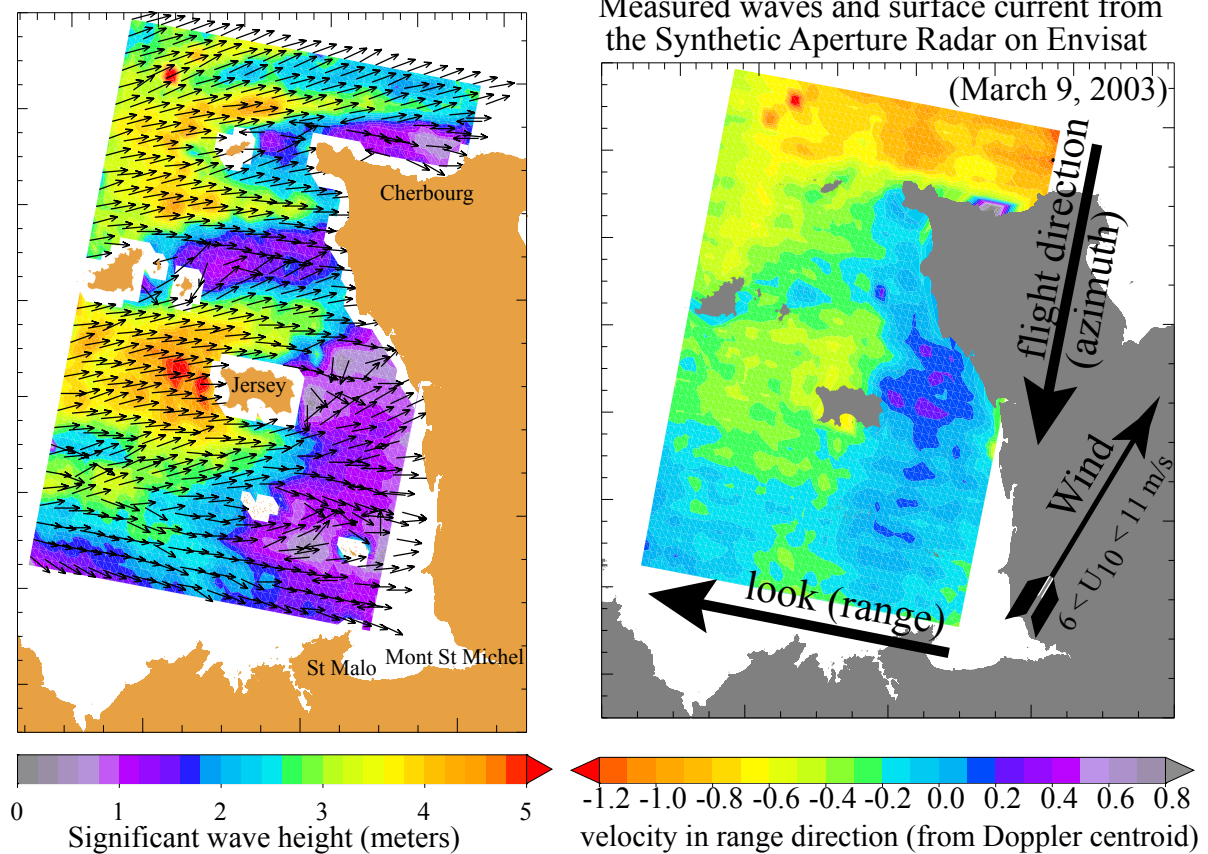 Measured waves and surface current from
the Synthetic Aperture Radar on Envisat
(March 9, 2003)
Cherbourg
Jersey
St Malo
Mont St Michel
flight direction
(azimuth)
Wind
6 < U10 < 11 m/s
look (range)
0 1 2 3 4 5
Significant wave height (meters)
-1.2 -1.0 -0.8 -0.6 -0.4 -0.2 0.0 0.2 0.4 0.6 0.8
velocity in range direction (from Doppler centroid)